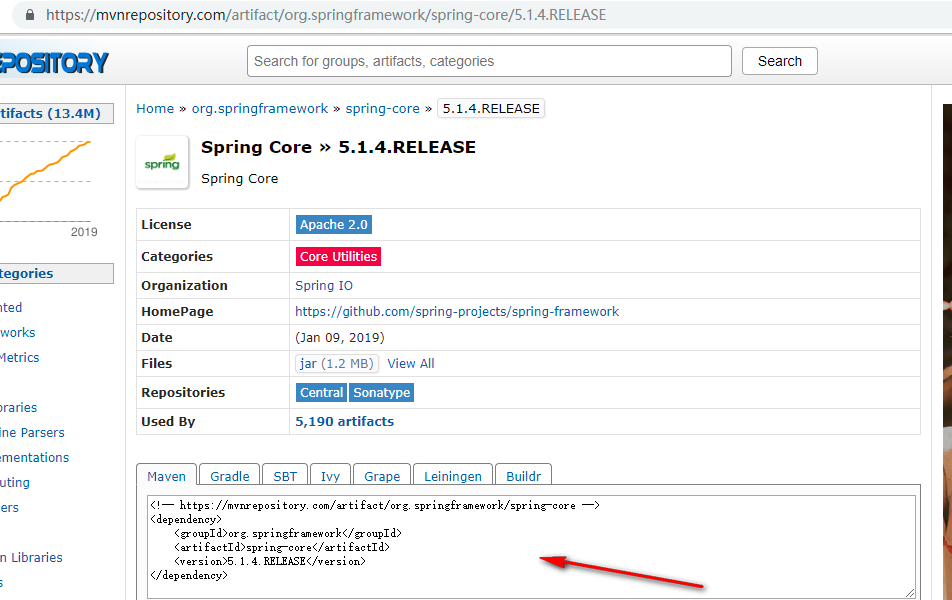 https://mvnrepository.com/artifact/org.springframework/spring-core/5.1.4.RELEASE
EPOSITORY
Search for groups, artifacts, categories
Search
tifacts (13.4M)
2019
tegories
works
Metrics
braries
ine Parsers
ementations
uting
ers
n Libraries
s
Home » org.springframework » spring-core » 5.1.4.RELEASE
spring
Spring Core » 5.1.4.RELEASE
Spring Core
License Apache 2.0
Categories Core Utilities
Organization Spring IO
HomePage https://github.com/spring-projects/spring-framework
Date (Jan 09, 2019)
Files jar (1.2 MB) View All
Repositories Central Sonatype
Used By 5,190 artifacts
Maven Gradle SBT Ivy Grape Leiningen Buildr
<!-- https://mvnrepository.com/artifact/org.springframework/spring-core -->
<dependency>
<groupId>org.springframework</groupId>
<artifactId>spring-core</artifactId>
<version>5.1.4.RELEASE</version>
</dependency>